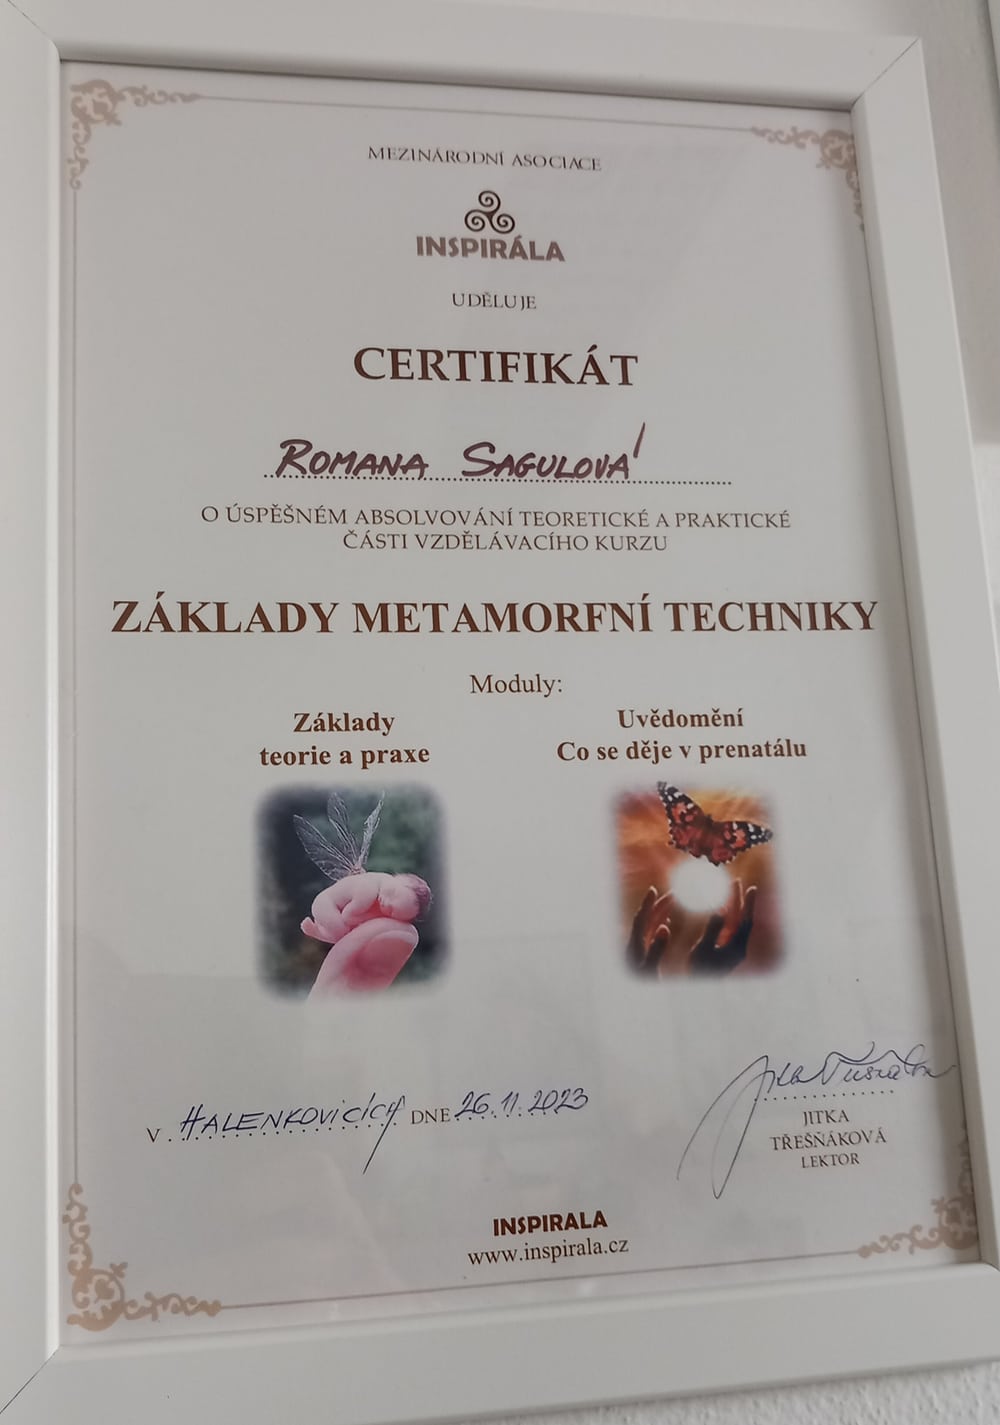 MEZINÁRODNÍ ASOCIACE
INSPIRÁLA
UDĚLUJE
CERTIFIKÁT
ROMANA SAGULOVÁ
O ÚSPĚŠNÉM ABSOLVOVÁNÍ TEORETICKÉ A PRAKTICKÉ
ČÁSTI VZDĚLÁVACÍHO KURZU
ZÁKLADY METAMORFNÍ TECHNIKY
Moduly:
Základy
teorie a praxe
Uvědomění
Co se děje v prenatálu
V HALENKOVICÍCH DNE 26.11.2023
JITKA
TŘEŠŇÁKOVÁ
LEKTOR
INSPIRALA
www.inspirala.cz